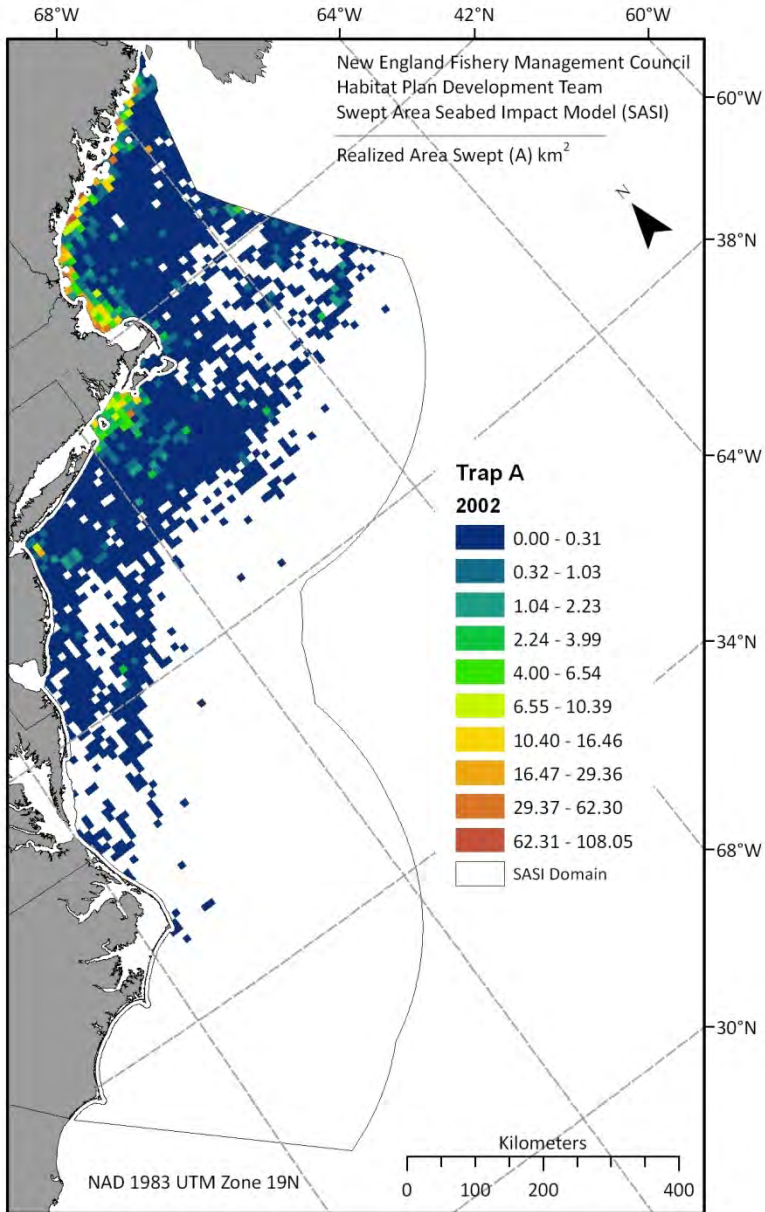 68°W 64°W 42°N 60°W
New England Fishery Management Council
Habitat Plan Development Team
Swept Area Seabed Impact Model (SASI)
Realized Area Swept (A) km²
60°W
N
38°N
64°W
Trap A
2002
0.00 - 0.31
0.32 - 1.03
1.04 - 2.23
2.24 - 3.99
4.00 - 6.54
6.55 - 10.39
10.40 - 16.46
16.47 - 29.36
29.37 - 62.30
62.31 - 108.05
SASI Domain
34°N
68°W
30°N
Kilometers
0 100 200 400
NAD 1983 UTM Zone 19N